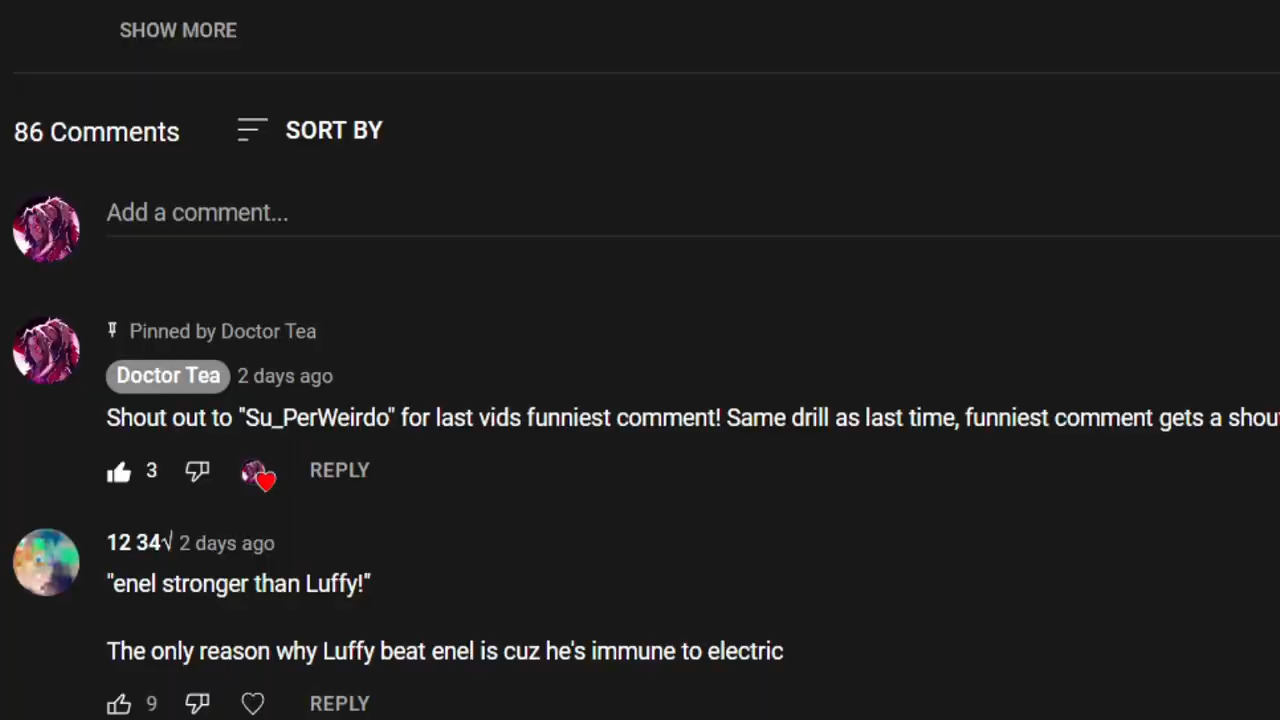 SHOW MORE
86 Comments SORT BY
Add a comment...
Pinned by Doctor Tea
Doctor Tea 2 days ago
Shout out to "Su_PerWeirdo" for last vids funniest comment! Same drill as last time, funniest comment gets a shou
3 REPLY
12 34√ 2 days ago
"enel stronger than Luffy!"
The only reason why Luffy beat enel is cuz he's immune to electric
9 REPLY